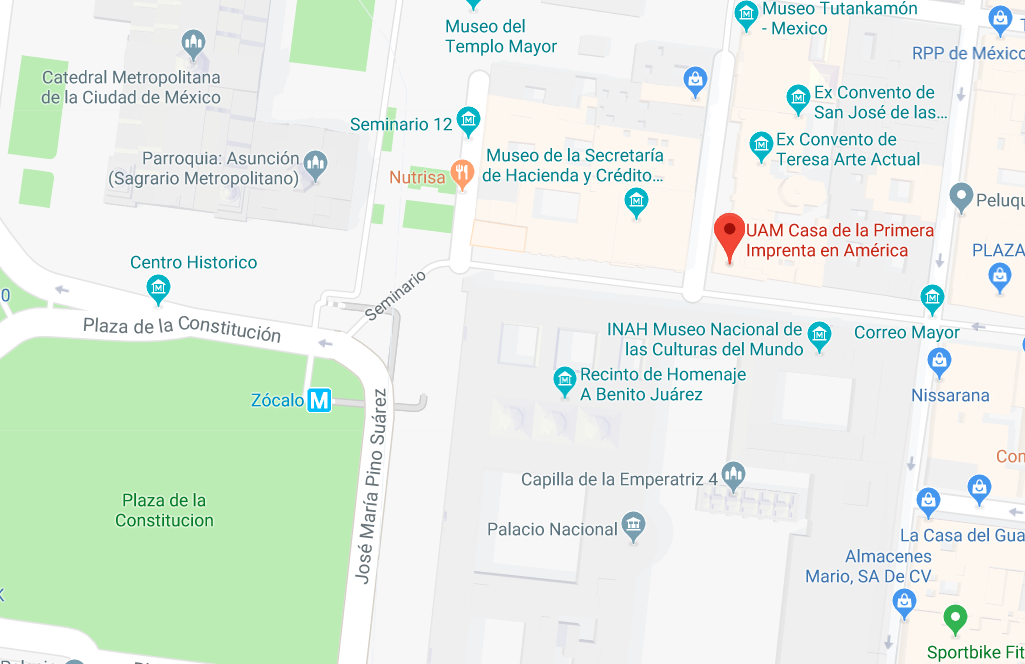 Museo Tutankamón
- Mexico
Museo del
Templo Mayor
RPP de México
Catedral Metropolitana
de la Ciudad de México
Ex Convento de
San José de las...
Seminario 12
Ex Convento de
Teresa Arte Actual
Parroquia: Asunción
(Sagrario Metropolitano)
Museo de la Secretaría
de Hacienda y Crédito...
Nutrisa
UAM Casa de la Primera
Imprenta en América
PLAZA
Centro Historico
Seminario
0
Plaza de la Constitución
INAH Museo Nacional de
las Culturas del Mundo
Correo Mayor
Recinto de Homenaje
A Benito Juárez
Nissarana
Zócalo M
José María Pino Suárez
Capilla de la Emperatriz 4
Plaza de la
Constitucion
Palacio Nacional
La Casa del Gua
Almacenes
Mario, SA De CV
Sportbike Fit